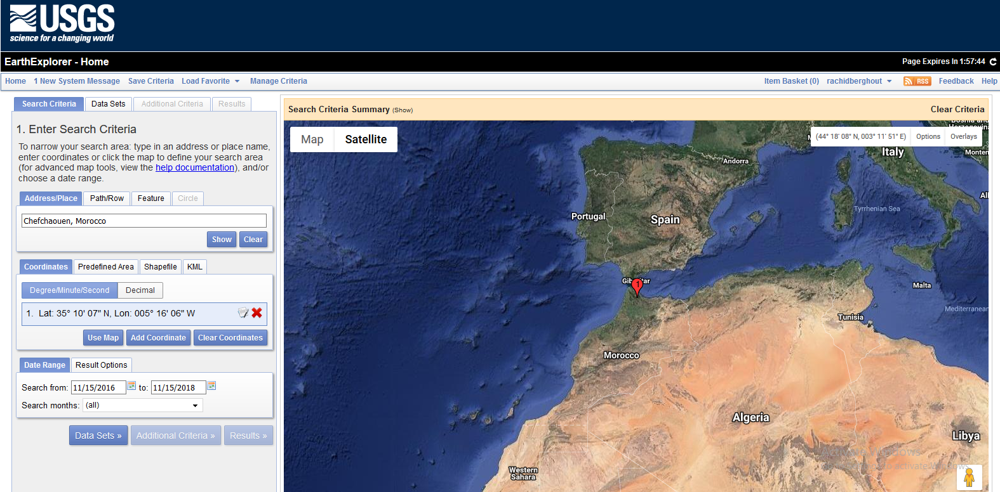 USGS
science for a changing world
EarthExplorer - Home
Page Expires In 1:57:44
Home 1 New System Message Save Criteria Load Favorite Manage Criteria
Item Basket (0) rachidberghout RSS Feedback Help
Search Criteria Data Sets Additional Criteria Results
1. Enter Search Criteria
To narrow your search area: type in an address or place name,
enter coordinates or click the map to define your search area
(for advanced map tools, view the help documentation), and/or
choose a date range.
Address/Place Path/Row Feature Circle
Chefchaouen, Morocco
Show Clear
Coordinates Predefined Area Shapefile KML
Degree/Minute/Second Decimal
1. Lat: 35° 10' 07" N, Lon: 005° 16' 06" W
Use Map Add Coordinate Clear Coordinates
Date Range Result Options
Search from: 11/15/2016 to: 11/15/2018
Search months: (all)
Data Sets » Additional Criteria » Results »
Search Criteria Summary (Show)
Clear Criteria
Map Satellite
Bosnia and
Herzegovina
(44° 18' 08" N, 003° 11' 51" E) Options Overlays
Italy
Monten
Andorra
Al
Tyrrhenian Sea
Portugal
Spain
Gibraltar
1
Malta
Mediterranean
Tunisia
Morocco
Algeria
Libya
Activate Windows
Western
Sahara